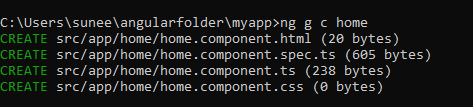 C:\Users\sunee\angularfolder\myapp>ng g c home
CREATE src/app/home/home.component.html (20 bytes)
CREATE src/app/home/home.component.spec.ts (605 bytes)
CREATE src/app/home/home.component.ts (238 bytes)
CREATE src/app/home/home.component.css (0 bytes)